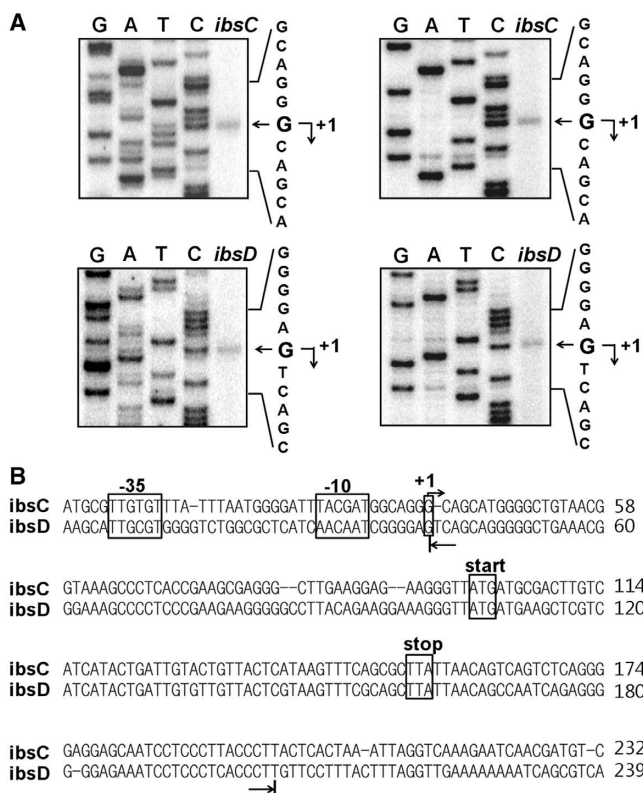 A
G A T C ibsC
G
C
A
G
G
G +1
C
A
G
C
A
G A T C ibsC
G
C
A
G
G
G +1
C
A
G
C
A
G A T C ibsD
G
G
G
G
A
G +1
T
C
A
G
C
G A T C ibsD
G
G
G
G
A
G +1
T
C
A
G
C
B
-35 -10 +1
ibsC ATGCGTTGTGTTTA-TTTAATGGGGATTTACGATGGCAGGG-CAGCATGGGGCTGTAACG 58
ibsD AAGCATTGCGTGGGGTCTGGCGCTCATCAACAATCGGGGAGTCAGCAGGGGGCTGAAACG 60
start
ibsC GTAAAGCCCTCACCGAAGCGAGGG--CTTGAAGGAG--AAGGGTTATGATGCGACTTGTC 114
ibsD GGAAAGCCCCTCCCGAAGAAGGGGGCCTTACAGAAGGAAAGGGTTATGATGAAGCTCGTC 120
stop
ibsC ATCATACTGATTGTACTGTTACTCATAAGTTTCAGCGCTTATTAACAGTCAGTCTCAGGG 174
ibsD ATCATACTGATTGTGTTGTTACTCGTAAGTTTCGCAGCTTATTAACAGCCAATCAGAGGG 180
ibsC GAGGAGCAATCCTCCCTTACCCTTACTCACTAA-ATTAGGTCAAAGAATCAACGATGT-C 232
ibsD G-GGAGAAATCCTCCCTCACCCTTGTTCCTTTACTTTAGGTTGAAAAAAAATCAGCGTCA 239